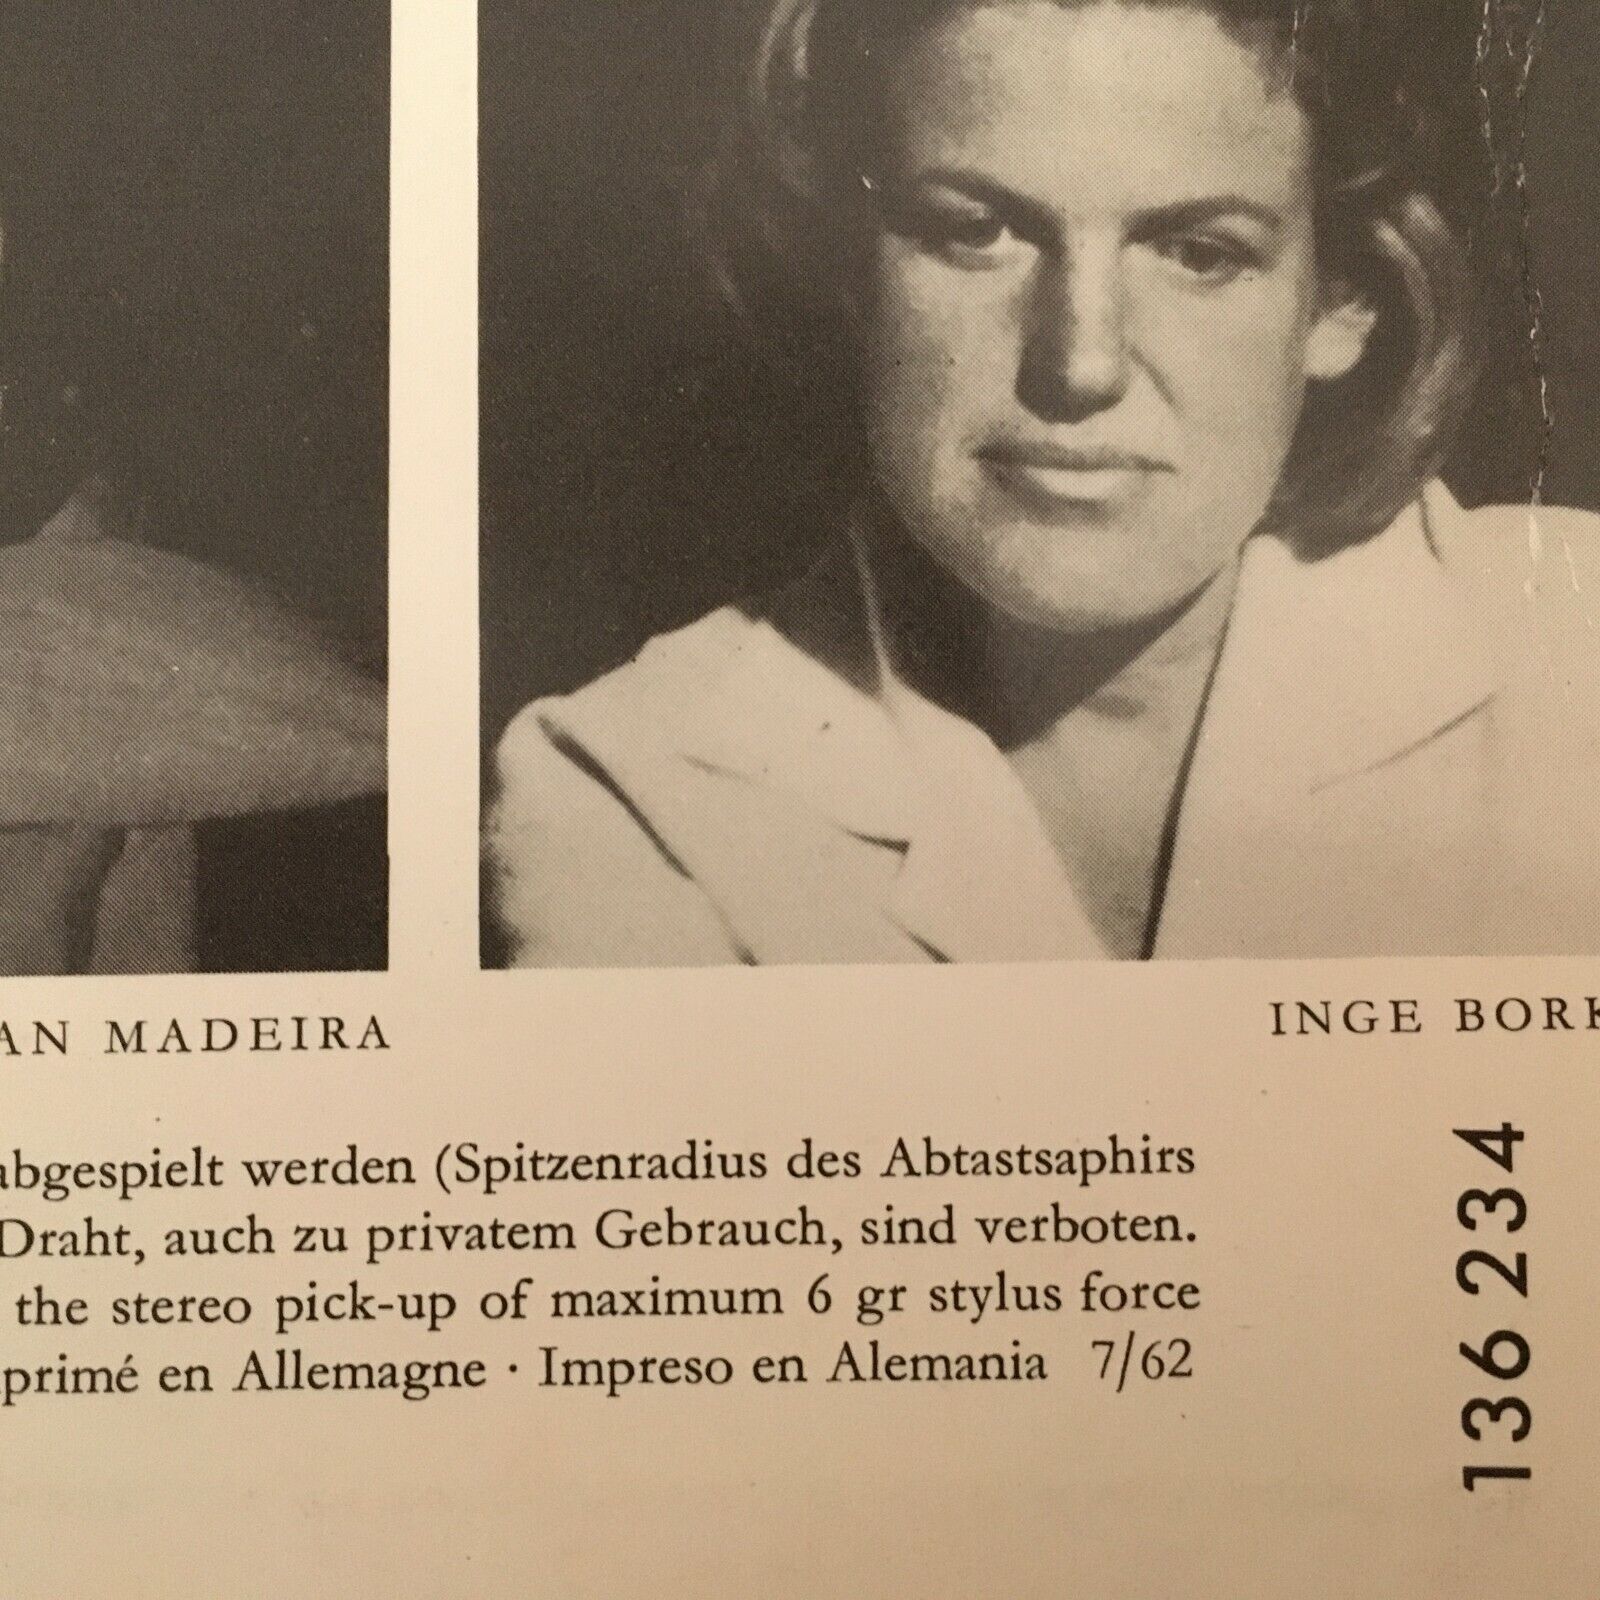 AN MADEIRA
INGE BORK
abgespielt werden (Spitzenradius des Abtastsaphirs
Draht, auch zu privatem Gebrauch, sind verboten.
the stereo pick-up of maximum 6 gr stylus force
primé en Allemagne · Impreso en Alemania 7/62
136 234